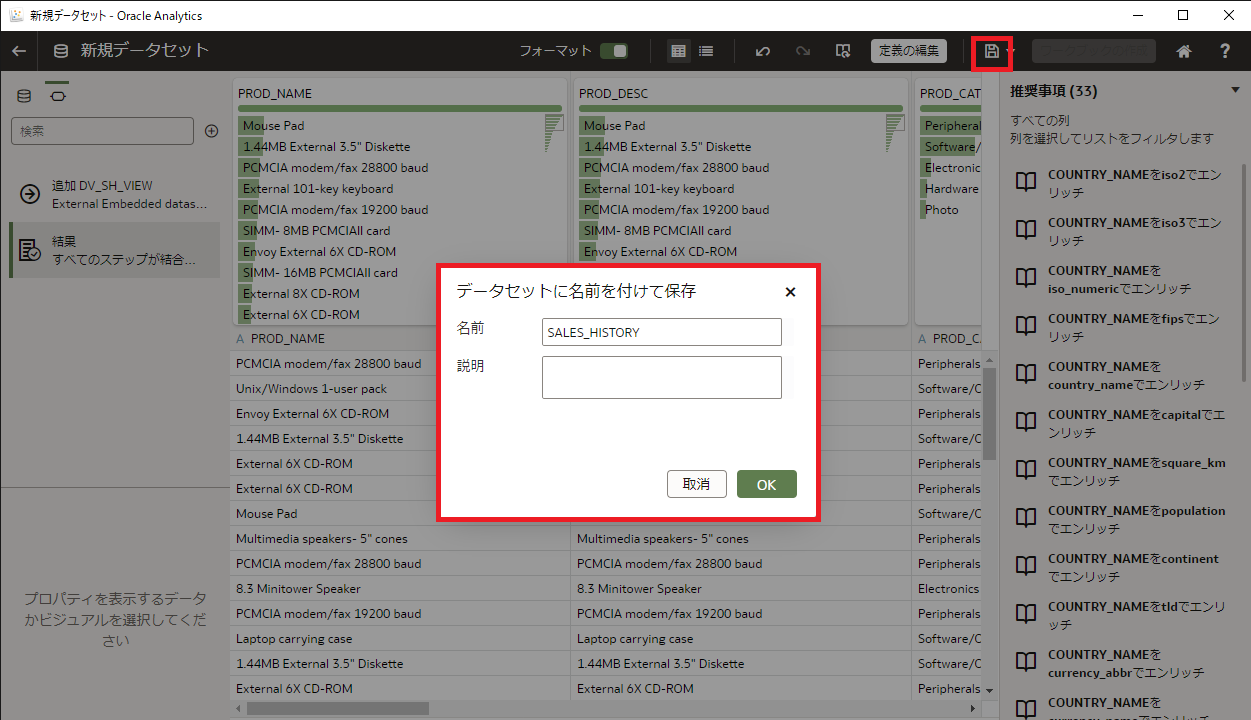 新規データセット - Oracle Analytics
新規データセット
フォーマット
定義の編集
?
検索
追加 DV_SH_VIEW
External Embedded datas...
結果
すべてのステップが結合...
プロパティを表示するデータ
かビジュアルを選択してくだ
さい
PROD_NAME
Mouse Pad
1.44MB External 3.5" Diskette
PCMCIA modem/fax 28800 baud
External 101-key keyboard
PCMCIA modem/fax 19200 baud
SIMM- 8MB PCMCIAII card
Envoy External 6X CD-ROM
SIMM- 16MB PCMCIAII card
External 8X CD-ROM
External 6X CD-ROM
PROD_DESC
Mouse Pad
1.44MB External 3.5" Diskette
PCMCIA modem/fax 28800 baud
External 101-key keyboard
PCMCIA modem/fax 19200 baud
SIMM- 8MB PCMCIAII card
Envoy External 6X CD-ROM
PROD_CAT
Peripheral
Software/
Electronic
Hardware
Photo
A PROD_NAME
PCMCIA modem/fax 28800 baud
Unix/Windows 1-user pack
Envoy External 6X CD-ROM
1.44MB External 3.5" Diskette
External 6X CD-ROM
External 6X CD-ROM
Mouse Pad
Multimedia speakers- 5" cones
PCMCIA modem/fax 28800 baud
8.3 Minitower Speaker
PCMCIA modem/fax 19200 baud
Laptop carrying case
1.44MB External 3.5" Diskette
External 6X CD-ROM
Multimedia speakers- 5" cones
PCMCIA modem/fax 28800 baud
8.3 Minitower Speaker
PCMCIA modem/fax 19200 baud
Laptop carrying case
1.44MB External 3.5" Diskette
External 6X CD-ROM
A PROD_CA
Peripherals
Software/O
Peripherals
Software/O
Peripherals
Peripherals
Software/O
Peripherals
Peripherals
Electronics
Peripherals
Software/O
Software/O
Peripherals
データセットに名前を付けて保存
名前
SALES_HISTORY
説明
取消
OK
推奨事項 (33)
すべての列
列を選択してリストをフィルタします
COUNTRY_NAMEをiso2でエン
リッチ
COUNTRY_NAMEをiso3でエン
リッチ
COUNTRY_NAMEを
iso_numericでエンリッチ
COUNTRY_NAMEをfipsでエン
リッチ
COUNTRY_NAMEを
country_nameでエンリッチ
COUNTRY_NAMEをcapitalでエ
ンリッチ
COUNTRY_NAMEをsquare_km
でエンリッチ
COUNTRY_NAMEをpopulation
でエンリッチ
COUNTRY_NAMEをcontinent
でエンリッチ
COUNTRY_NAMEをtldでエンリ
ッチ
COUNTRY_NAMEを
currency_abbrでエンリッチ
COUNTRY_NAMEを